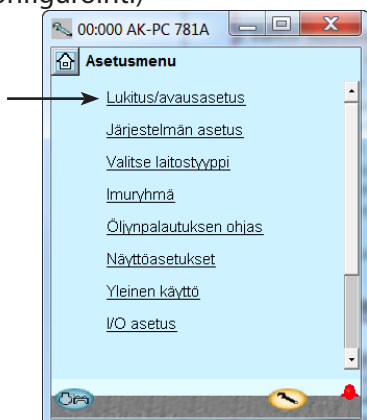 00:000 AK-PC 781A
Asetusmenu
Lukitus/avausasetus
Järjestelmän asetus
Valitse laitostyyppi
Imuryhmä
Öljynpalautuksen ohjas
Näyttöasetukset
Yleinen käyttö
I/O asetus